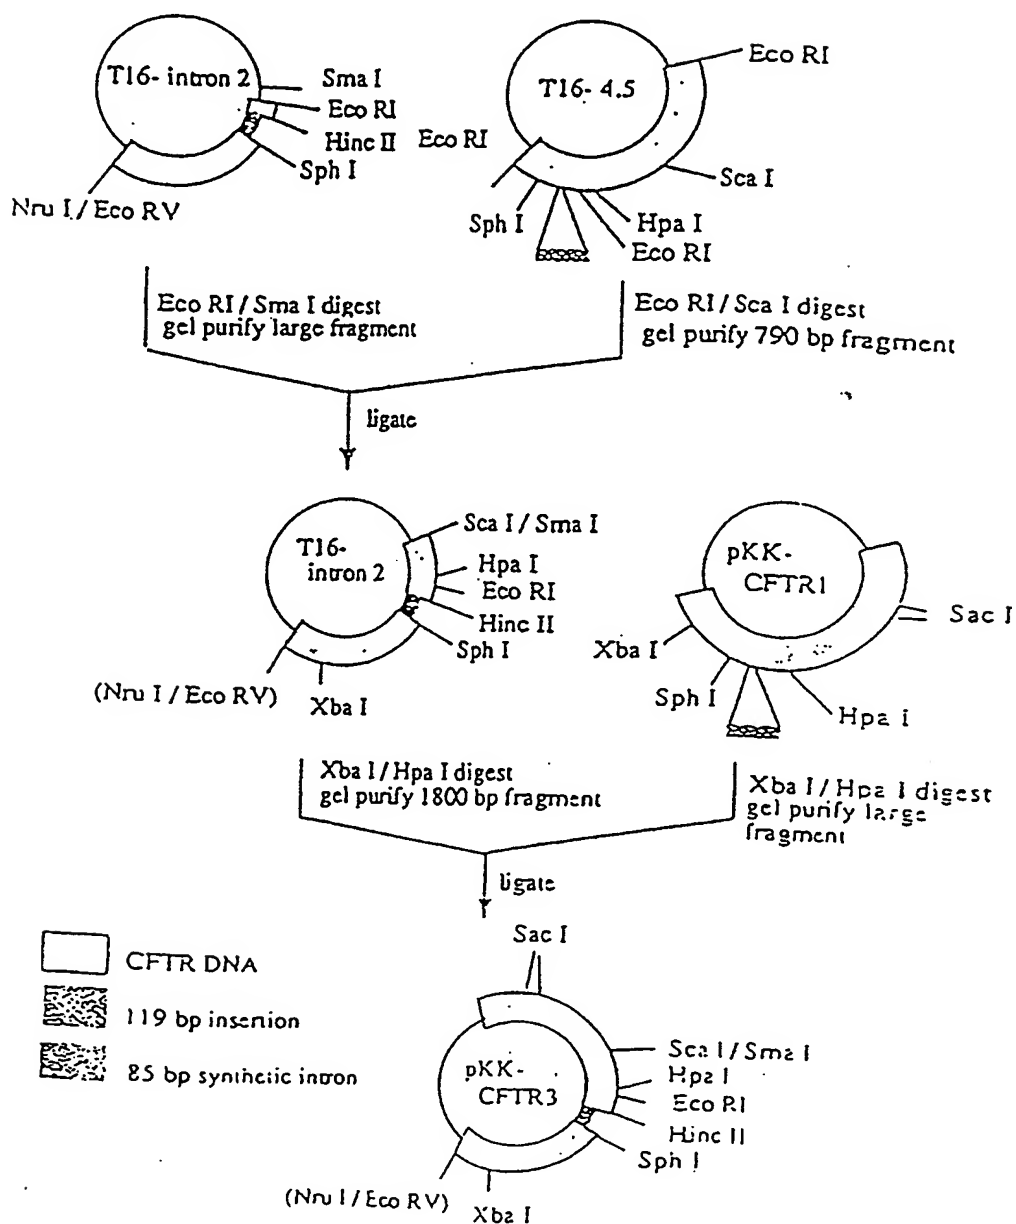 T16- intron 2
Sma I
Eco RI
Hinc II
Sph I
Nru I / Eco RV
T16- 4.5
Eco RI
Eco RI
Sca I
Sph I
Hpa I
Eco RI
Eco RI / Sma I digest
gel purify large fragment
Eco RI / Sca I digest
gel purify 790 bp fragment
ligate
T16-
intron 2
Sca I / Sma I
Hpa I
Eco RI
Hinc II
Sph I
(Nru I / Eco RV)
Xba I
pKK-
CFTR1
Sac I
Xba I
Sph I
Hpa I
Xba I / Hpa I digest
gel purify 1800 bp fragment
Xba I / Hpa I digest
gel purify large
fragment
ligate
CFTR DNA
119 bp insertion
85 bp synthetic intron
Sac I
pKK-
CFTR3
Sca I / Sma I
Hpa I
Eco RI
Hinc II
Sph I
(Nru I / Eco RV)
Xba I